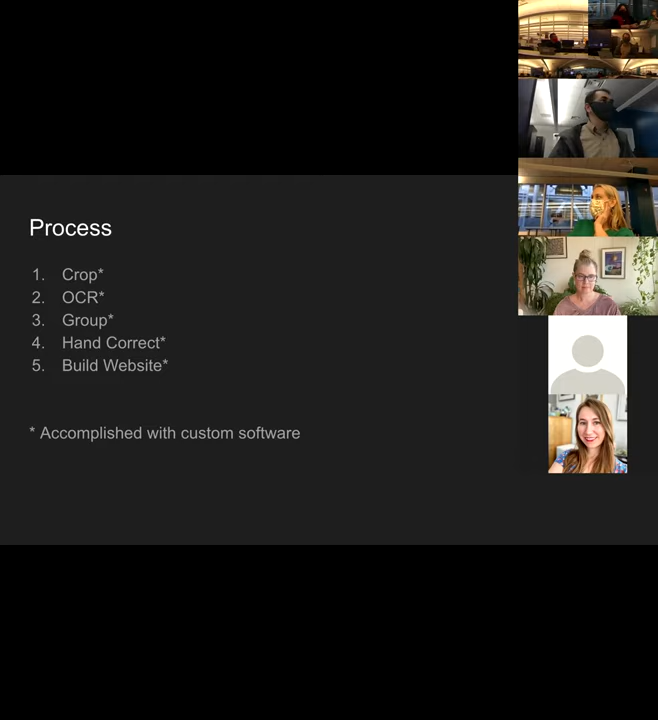 Process
1. Crop*
2. OCR*
3. Group*
4. Hand Correct*
5. Build Website*
* Accomplished with custom software